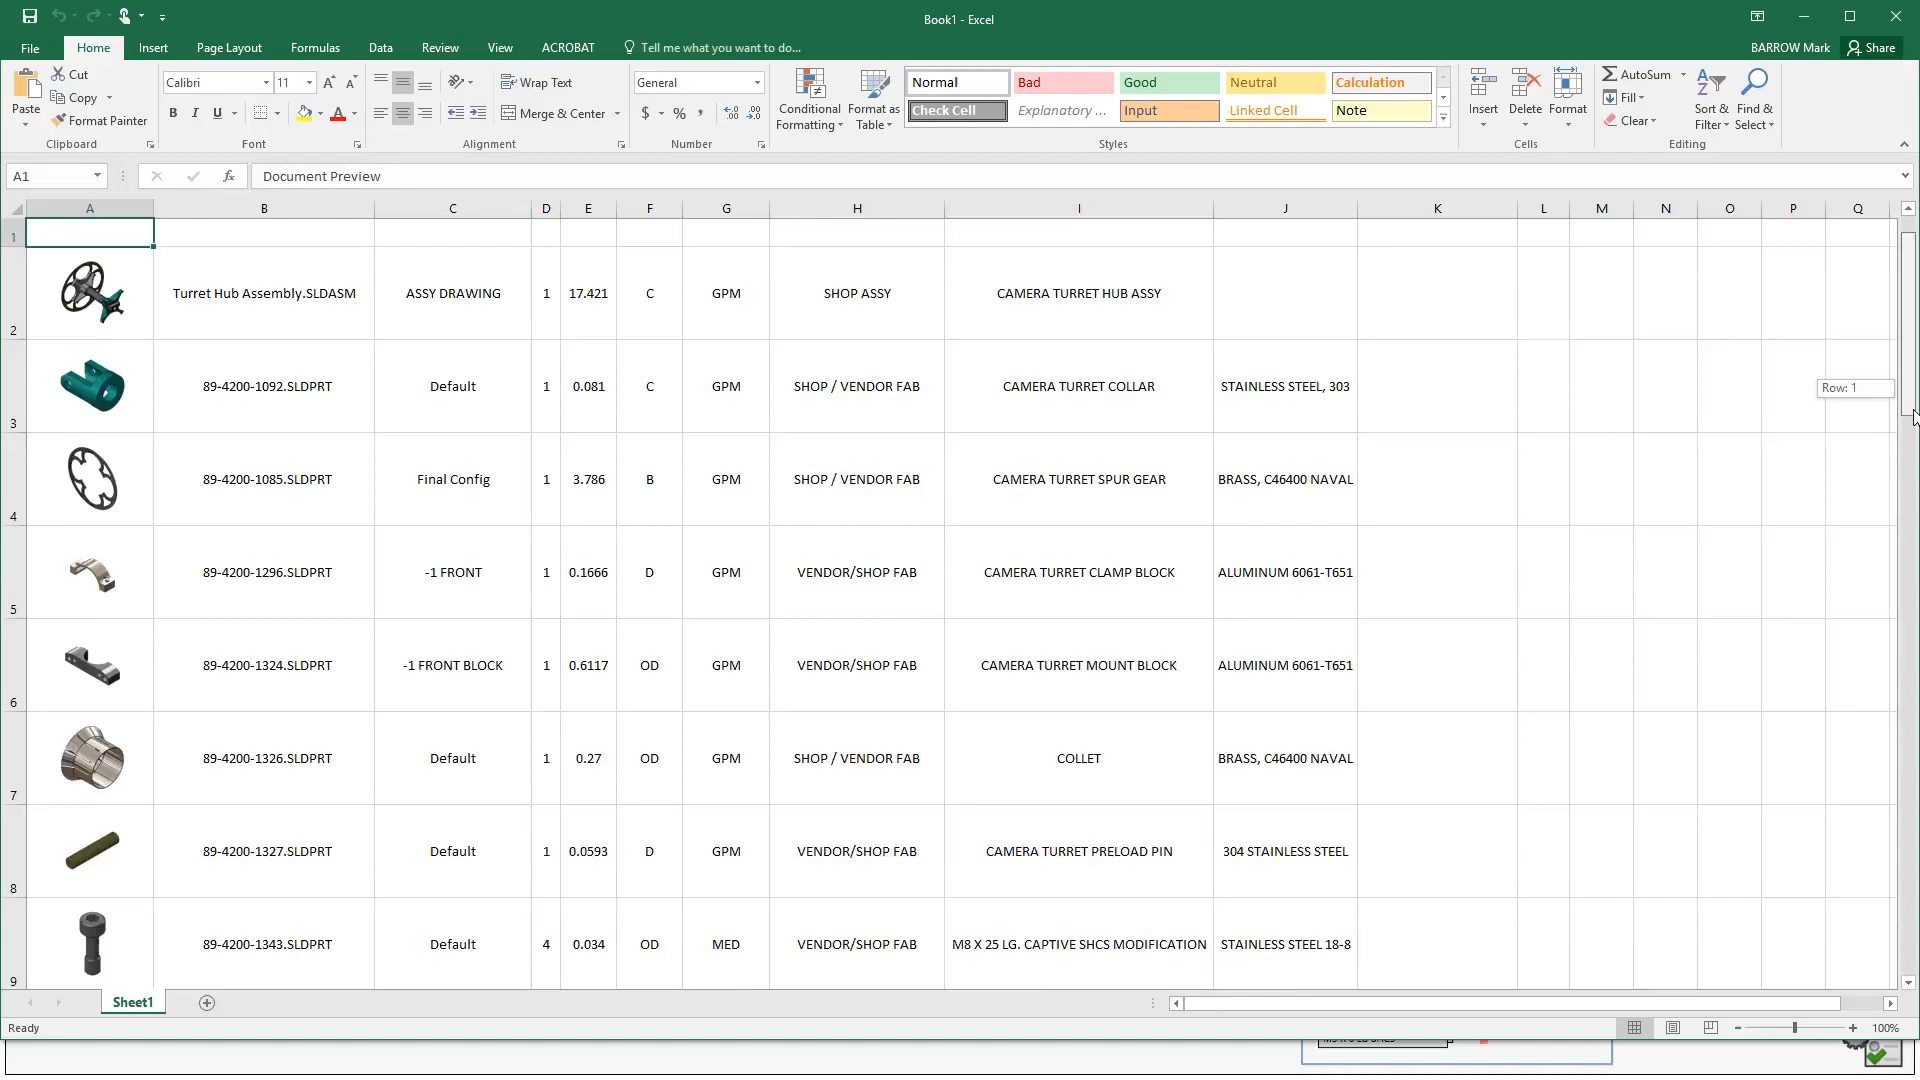 Book1 - Excel
File Home Insert Page Layout Formulas Data Review View ACROBAT Tell me what you want to do... BARROW Mark Share
Paste Cut Copy Format Painter Clipboard
Calibri 11 A A B I U A Font
Wrap Text Merge & Center Alignment
General $ % , Number
Conditional Formatting Format as Table
Normal Bad Good Neutral Calculation
Check Cell Explanatory ... Input Linked Cell Note
Styles
Insert Delete Format Cells
AutoSum Fill Clear Sort & Filter Find & Select Editing
A1 fx Document Preview
A B C D E F G H I J K L M N O P Q
1
2 Turret Hub Assembly.SLDASM ASSY DRAWING 1 17.421 C GPM SHOP ASSY CAMERA TURRET HUB ASSY
3 89-4200-1092.SLDPRT Default 1 0.081 C GPM SHOP / VENDOR FAB CAMERA TURRET COLLAR STAINLESS STEEL, 303
Row: 1
4 89-4200-1085.SLDPRT Final Config 1 3.786 B GPM SHOP / VENDOR FAB CAMERA TURRET SPUR GEAR BRASS, C46400 NAVAL
5 89-4200-1296.SLDPRT -1 FRONT 1 0.1666 D GPM VENDOR/SHOP FAB CAMERA TURRET CLAMP BLOCK ALUMINUM 6061-T651
6 89-4200-1324.SLDPRT -1 FRONT BLOCK 1 0.6117 OD GPM VENDOR/SHOP FAB CAMERA TURRET MOUNT BLOCK ALUMINUM 6061-T651
7 89-4200-1326.SLDPRT Default 1 0.27 OD GPM SHOP / VENDOR FAB COLLET BRASS, C46400 NAVAL
8 89-4200-1327.SLDPRT Default 1 0.0593 D GPM VENDOR/SHOP FAB CAMERA TURRET PRELOAD PIN 304 STAINLESS STEEL
9 89-4200-1343.SLDPRT Default 4 0.034 OD MED VENDOR/SHOP FAB M8 X 25 LG. CAPTIVE SHCS MODIFICATION STAINLESS STEEL 18-8
Sheet1
Ready 100%